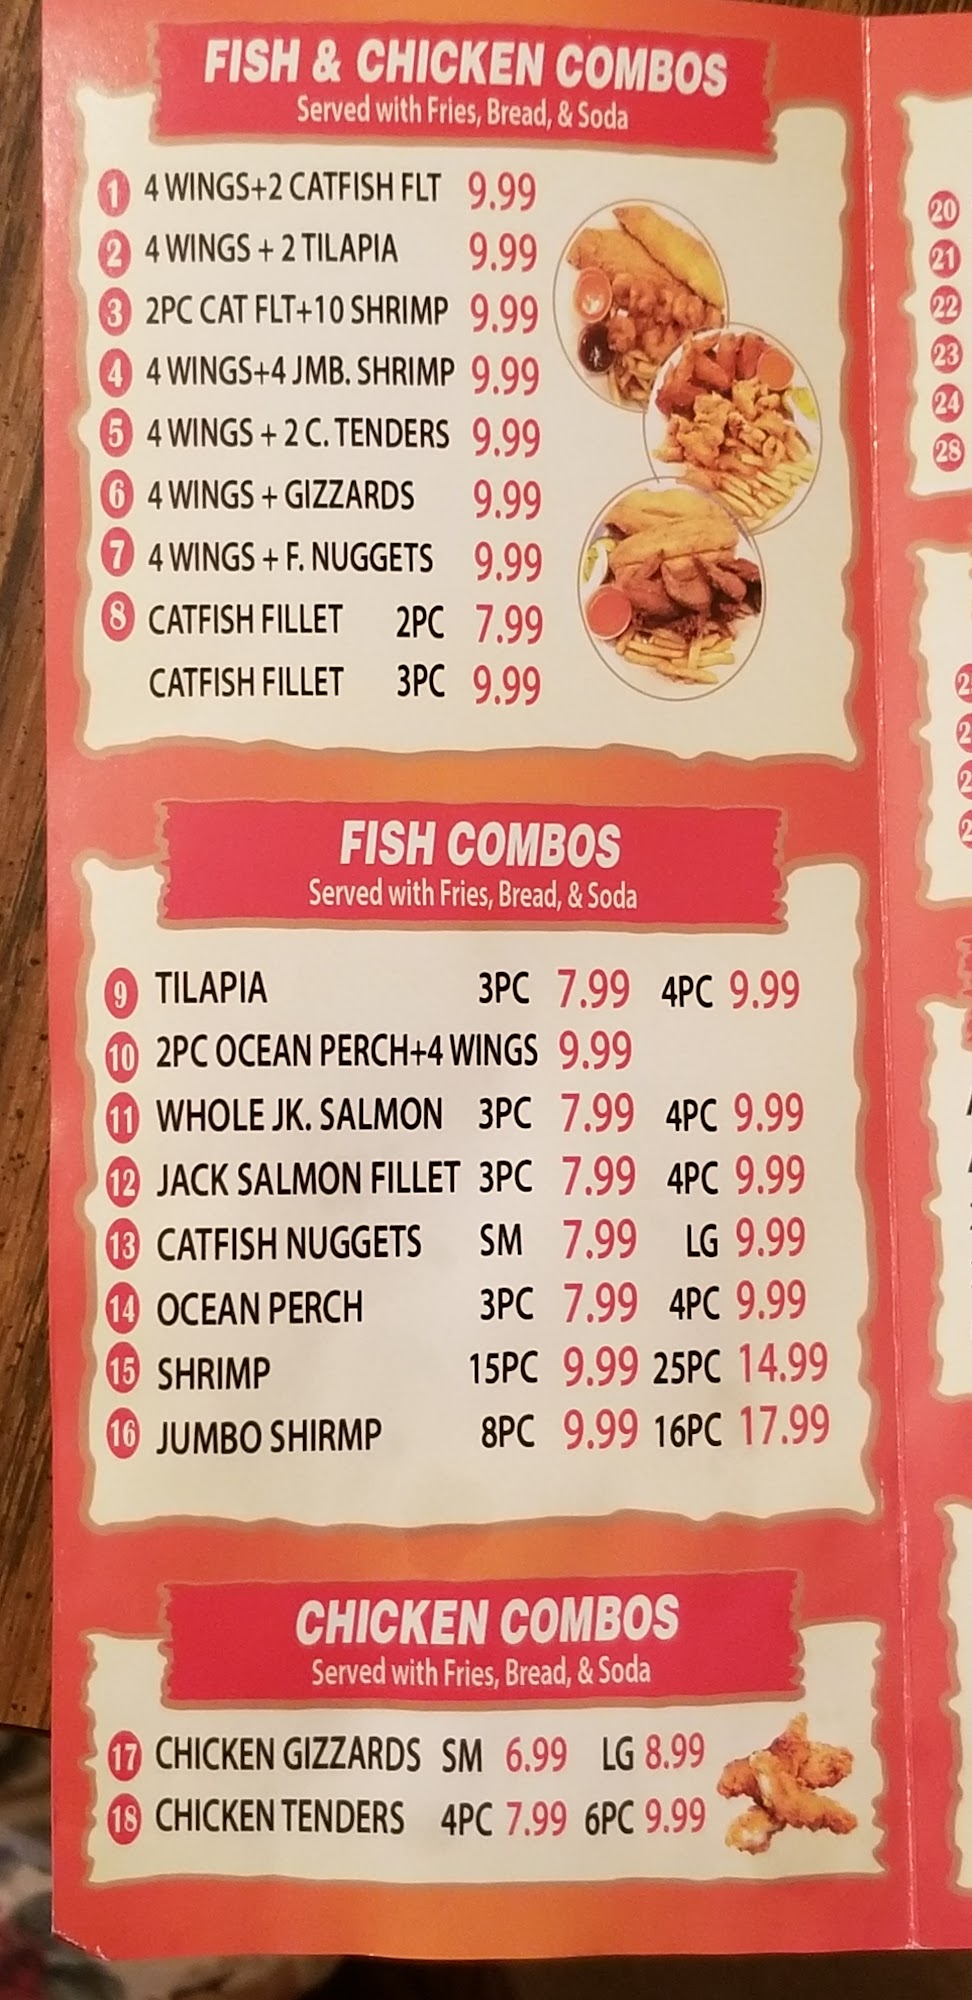 FISH & CHICKEN COMBOS
Served with Fries, Bread, & Soda
1 4 WINGS+2 CATFISH FLT 9.99
2 4 WINGS + 2 TILAPIA 9.99
3 2PC CAT FLT+10 SHRIMP 9.99
4 4 WINGS+4 JMB. SHRIMP 9.99
5 4 WINGS + 2 C. TENDERS 9.99
6 4 WINGS + GIZZARDS 9.99
7 4 WINGS + F. NUGGETS 9.99
8 CATFISH FILLET 2PC 7.99
CATFISH FILLET 3PC 9.99
FISH COMBOS
Served with Fries, Bread, & Soda
9 TILAPIA 3PC 7.99 4PC 9.99
10 2PC OCEAN PERCH+4 WINGS 9.99
11 WHOLE JK. SALMON 3PC 7.99 4PC 9.99
12 JACK SALMON FILLET 3PC 7.99 4PC 9.99
13 CATFISH NUGGETS SM 7.99 LG 9.99
14 OCEAN PERCH 3PC 7.99 4PC 9.99
15 SHRIMP 15PC 9.99 25PC 14.99
16 JUMBO SHIRMP 8PC 9.99 16PC 17.99
CHICKEN COMBOS
Served with Fries, Bread, & Soda
17 CHICKEN GIZZARDS SM 6.99 LG 8.99
18 CHICKEN TENDERS 4PC 7.99 6PC 9.99
20
21
22
23
24
28